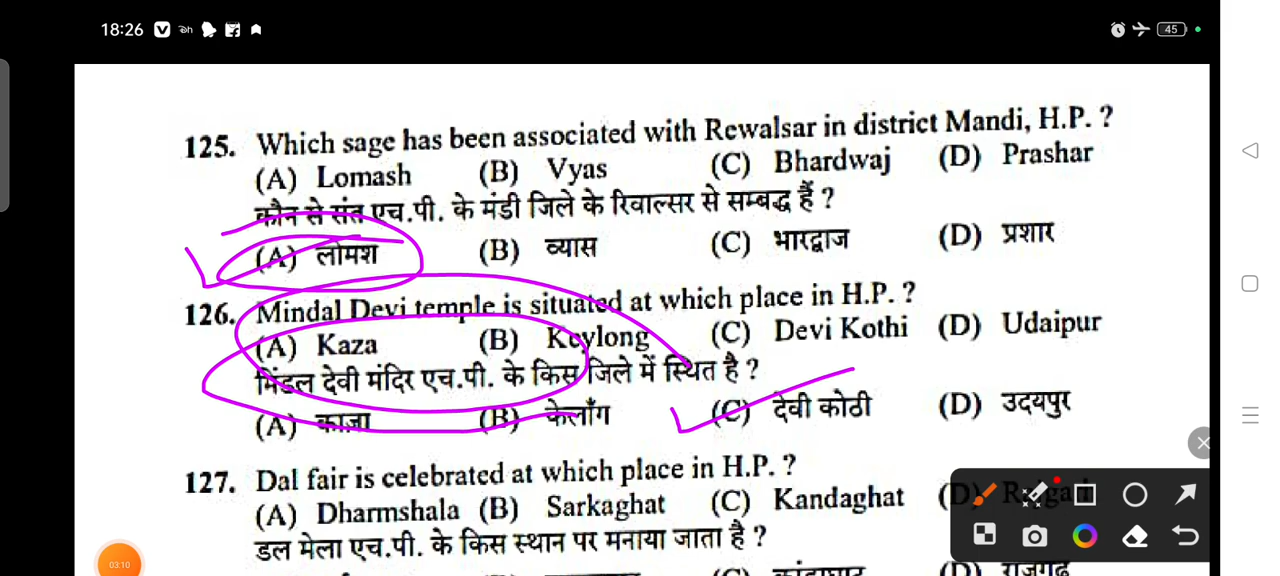 18:26
45
125. Which sage has been associated with Rewalsar in district Mandi, H.P. ?
(A) Lomash (B) Vyas (C) Bhardwaj (D) Prashar
कौन से संत एच.पी. के मंडी जिले के रिवाल्सर से सम्बद्ध हैं ?
(A) लोमश (B) व्यास (C) भारद्वाज (D) प्रशार
126. Mindal Devi temple is situated at which place in H.P. ?
(A) Kaza (B) Keylong (C) Devi Kothi (D) Udaipur
मिंडल देवी मंदिर एच.पी. के किस जिले में स्थित है ?
(A) काज़ा (B) केलाँग (C) देवी कोठी (D) उदयपुर
127. Dal fair is celebrated at which place in H.P. ?
(A) Dharmshala (B) Sarkaghat (C) Kandaghat (D)
डल मेला एच.पी. के किस स्थान पर मनाया जाता है ?
03:10